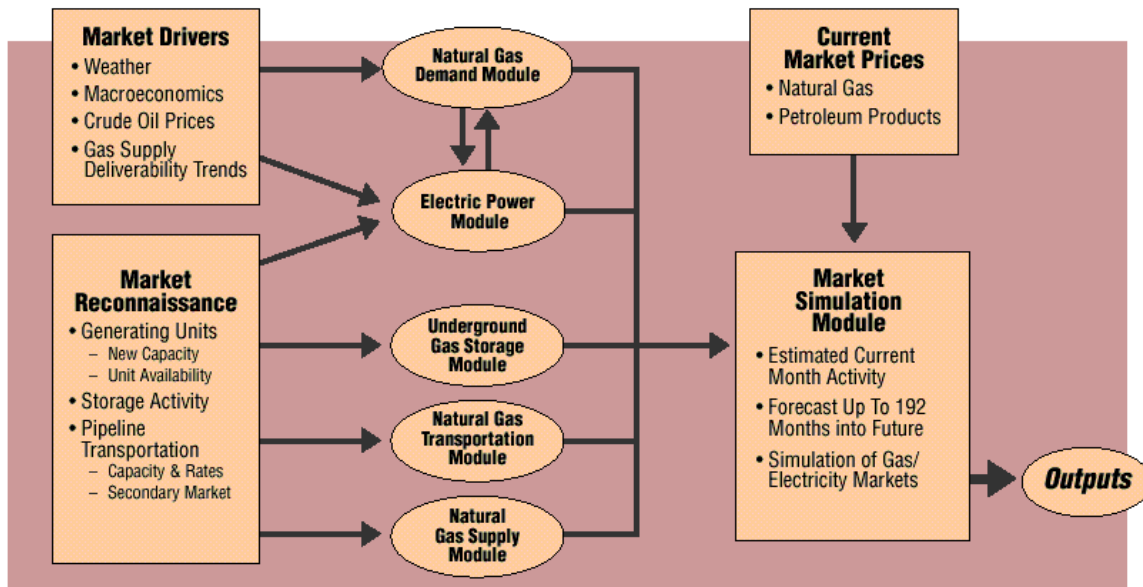 Market Drivers
• Weather
• Macroeconomics
• Crude Oil Prices
• Gas Supply
Deliverability Trends
Natural Gas
Demand Module
Electric Power
Module
Current
Market Prices
• Natural Gas
• Petroleum Products
Market
Reconnaissance
• Generating Units
– New Capacity
– Unit Availability
• Storage Activity
• Pipeline
Transportation
– Capacity & Rates
– Secondary Market
Underground
Gas Storage
Module
Natural Gas
Transportation
Module
Natural
Gas Supply
Module
Market
Simulation
Module
• Estimated Current
Month Activity
• Forecast Up To 192
Months into Future
• Simulation of Gas/
Electricity Markets
Outputs